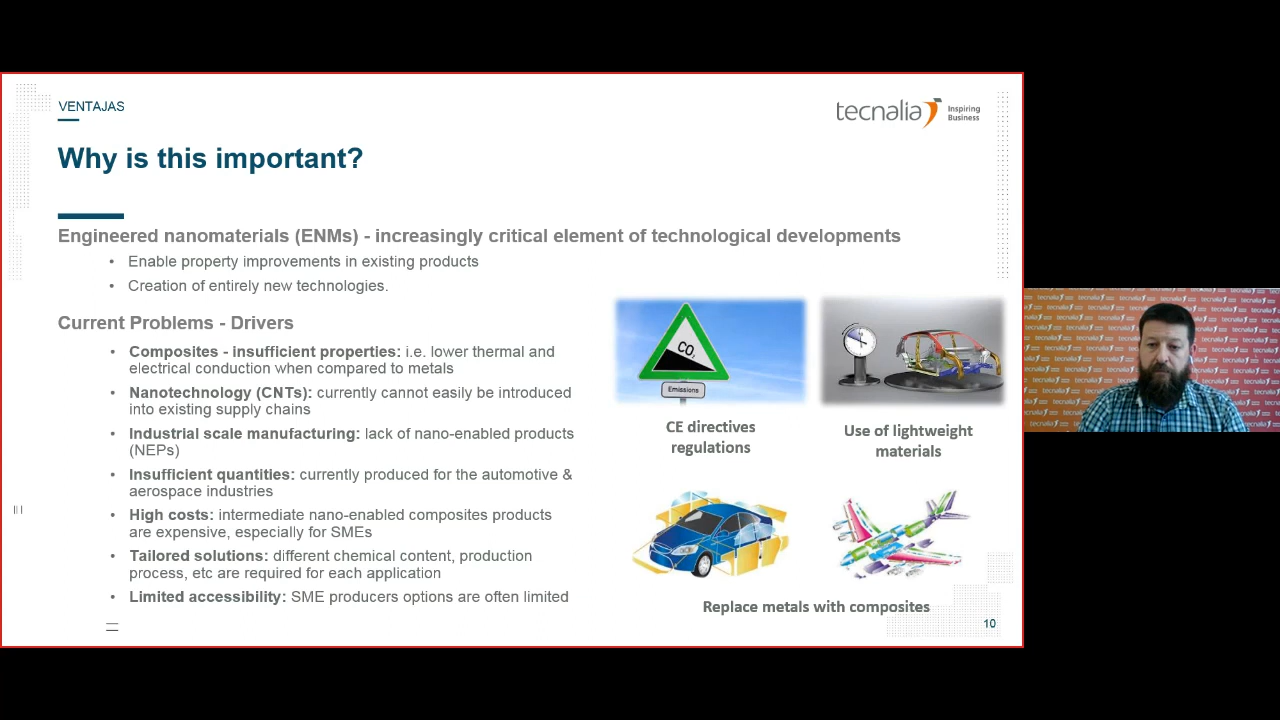 VENTAJAS
tecnalia Inspiring
Business
Why is this important?
Engineered nanomaterials (ENMs) - increasingly critical element of technological developments
• Enable property improvements in existing products
• Creation of entirely new technologies.
Current Problems - Drivers
• Composites - insufficient properties: i.e. lower thermal and
electrical conduction when compared to metals
• Nanotechnology (CNTs): currently cannot easily be introduced
into existing supply chains
• Industrial scale manufacturing: lack of nano-enabled products
(NEPs)
• Insufficient quantities: currently produced for the automotive &
aerospace industries
• High costs: intermediate nano-enabled composites products
are expensive, especially for SMEs
• Tailored solutions: different chemical content, production
process, etc are required for each application
• Limited accessibility: SME producers options are often limited
CO₂
Emissions
CE directives
regulations
Use of lightweight
materials
Replace metals with composites
10
tecnalia